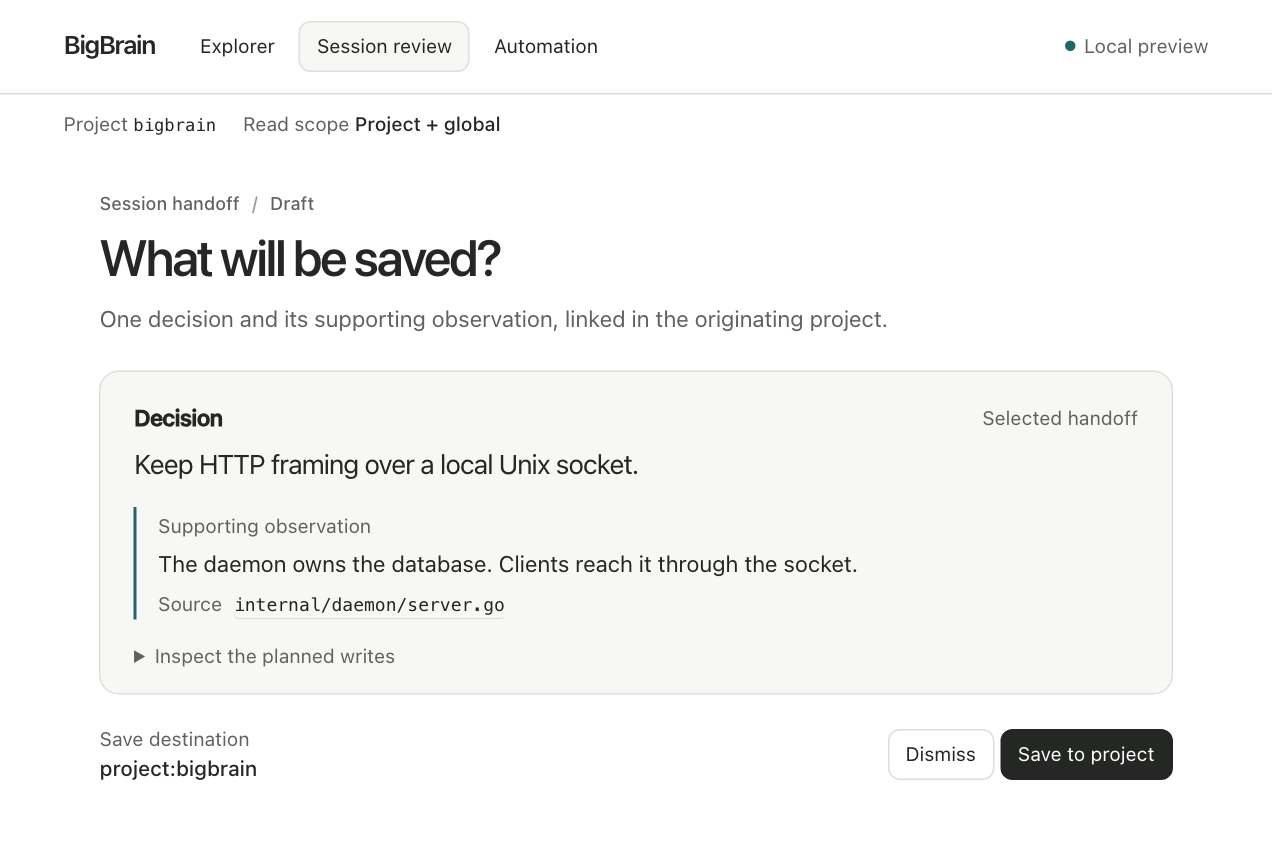 BigBrain Explorer Session review Automation Local preview
Project bigbrain Read scope Project + global
Session handoff / Draft
What will be saved?
One decision and its supporting observation, linked in the originating project.
Decision Selected handoff
Keep HTTP framing over a local Unix socket.
Supporting observation
The daemon owns the database. Clients reach it through the socket.
Source internal/daemon/server.go
Inspect the planned writes
Save destination
project:bigbrain
Dismiss Save to project